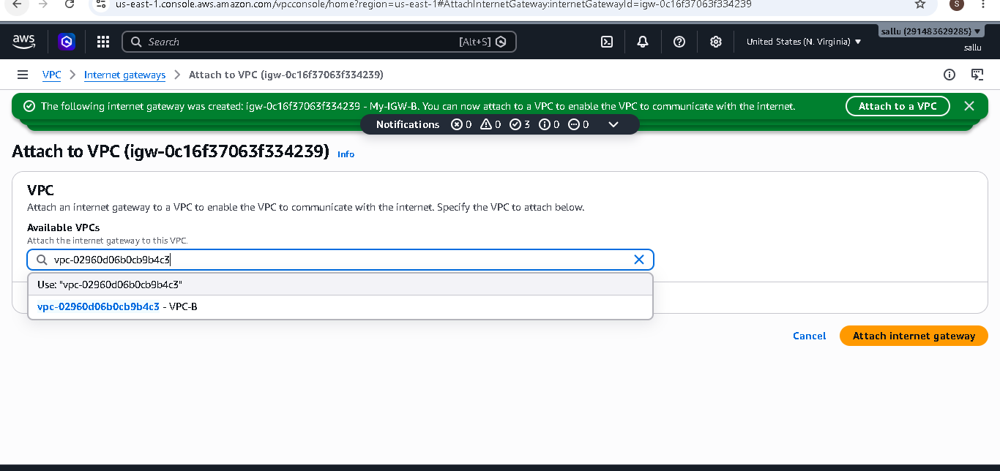 us-east-1.console.aws.amazon.com/vpcconsole/home?region=us-east-1#AttachInternetGateway:internetGatewayId=igw-0c16f37063f334239
S
aws
Search [Alt+S]
United States (N. Virginia) ▼
sallu (291483629285) ▼
sallu
VPC > Internet gateways > Attach to VPC (igw-0c16f37063f334239)
The following internet gateway was created: igw-0c16f37063f334239 - My-IGW-B. You can now attach to a VPC to enable the VPC to communicate with the internet. Attach to a VPC
Notifications 0 0 3 0 0
Attach to VPC (igw-0c16f37063f334239) Info
VPC
Attach an internet gateway to a VPC to enable the VPC to communicate with the internet. Specify the VPC to attach below.
Available VPCs
Attach the internet gateway to this VPC.
vpc-02960d06b0cb9b4c3
Use: "vpc-02960d06b0cb9b4c3"
vpc-02960d06b0cb9b4c3 - VPC-B
Cancel Attach internet gateway